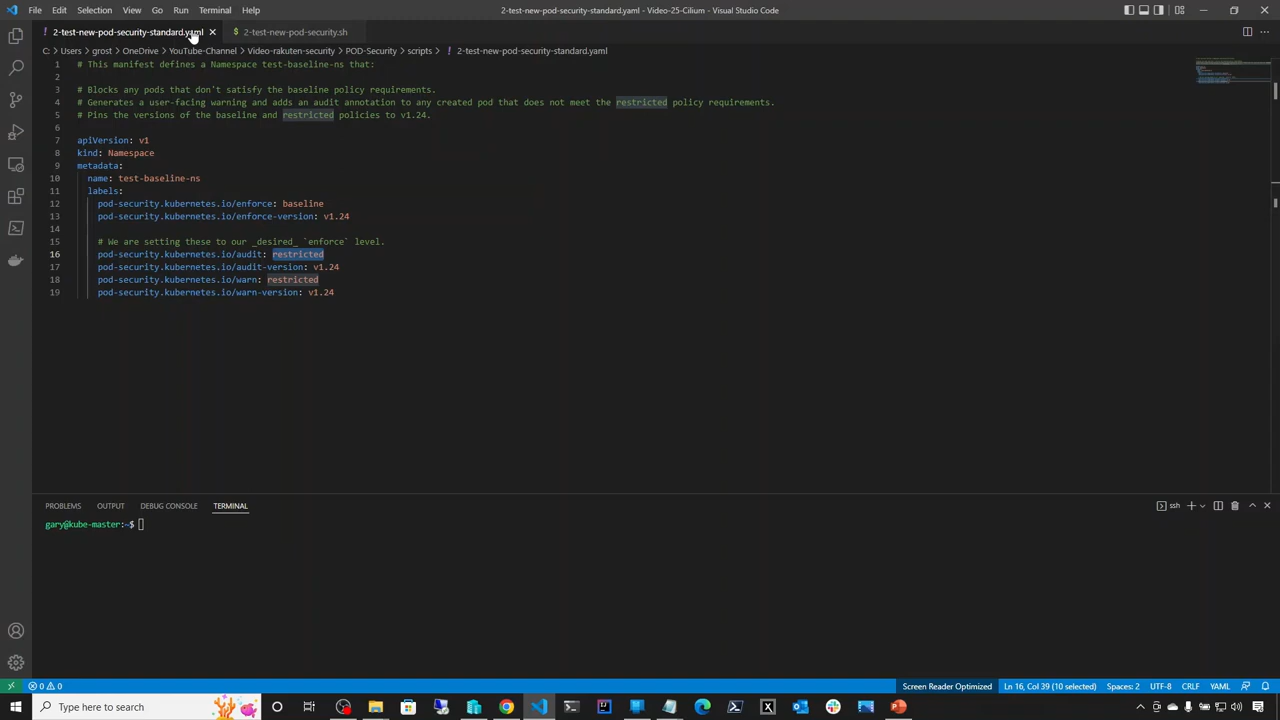 File Edit Selection View Go Run Terminal Help 2-test-new-pod-security-standard.yaml - Video-25-Cilium - Visual Studio Code
! 2-test-new-pod-security-standard.yaml $ 2-test-new-pod-security.sh
C: > Users > grost > OneDrive > YouTube-Channel > Video-rakuten-security > POD-Security > scripts > ! 2-test-new-pod-security-standard.yaml
1 # This manifest defines a Namespace test-baseline-ns that:
2
3 # Blocks any pods that don't satisfy the baseline policy requirements.
4 # Generates a user-facing warning and adds an audit annotation to any created pod that does not meet the restricted policy requirements.
5 # Pins the versions of the baseline and restricted policies to v1.24.
6
7 apiVersion: v1
8 kind: Namespace
9 metadata:
10 name: test-baseline-ns
11 labels:
12 pod-security.kubernetes.io/enforce: baseline
13 pod-security.kubernetes.io/enforce-version: v1.24
14
15 # We are setting these to our _desired_ `enforce` level.
16 pod-security.kubernetes.io/audit: restricted
17 pod-security.kubernetes.io/audit-version: v1.24
18 pod-security.kubernetes.io/warn: restricted
19 pod-security.kubernetes.io/warn-version: v1.24
PROBLEMS OUTPUT DEBUG CONSOLE TERMINAL ssh
gary@kube-master:~$
0 0 Screen Reader Optimized Ln 16, Col 39 (10 selected) Spaces: 2 UTF-8 CRLF YAML
Type here to search